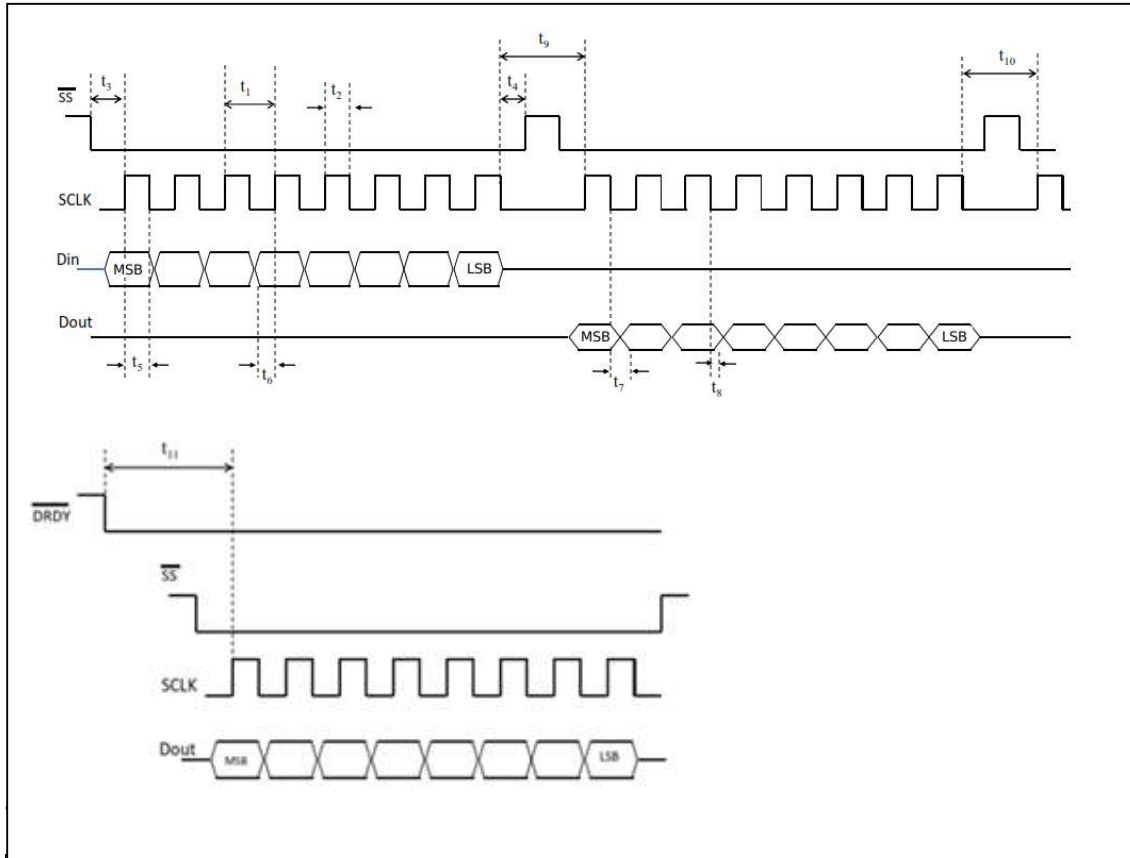 t9
t10
t3
t1
t2
t4
SS
SCLK
Din
MSB
LSB
Dout
MSB
LSB
t5
t6
t7
t8
t11
DRDY
SS
SCLK
Dout
MSB
LSB